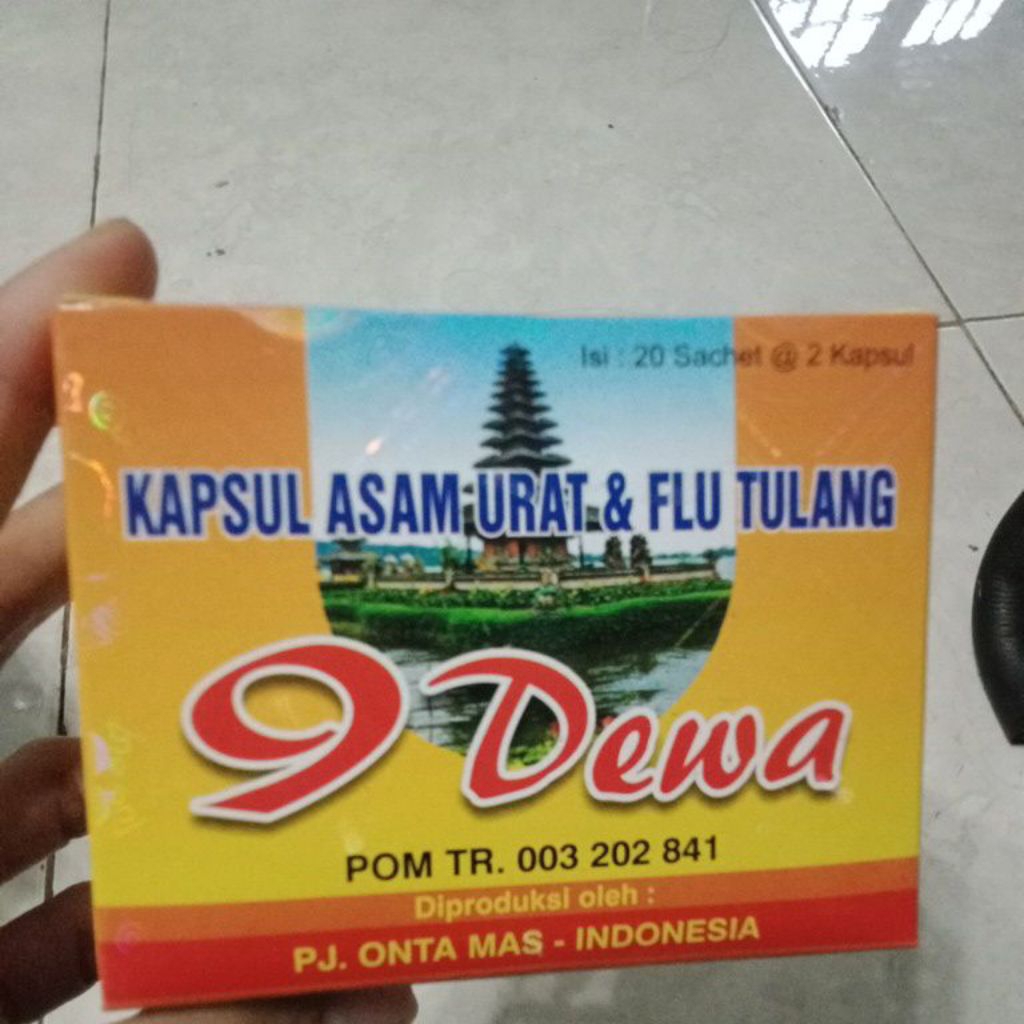 Isi : 20 Sachet @ 2 Kapsul
KAPSUL ASAM URAT & FLU TULANG
9 Dewa
POM TR. 003 202 841
Diproduksi oleh :
PJ. ONTA MAS - INDONESIA